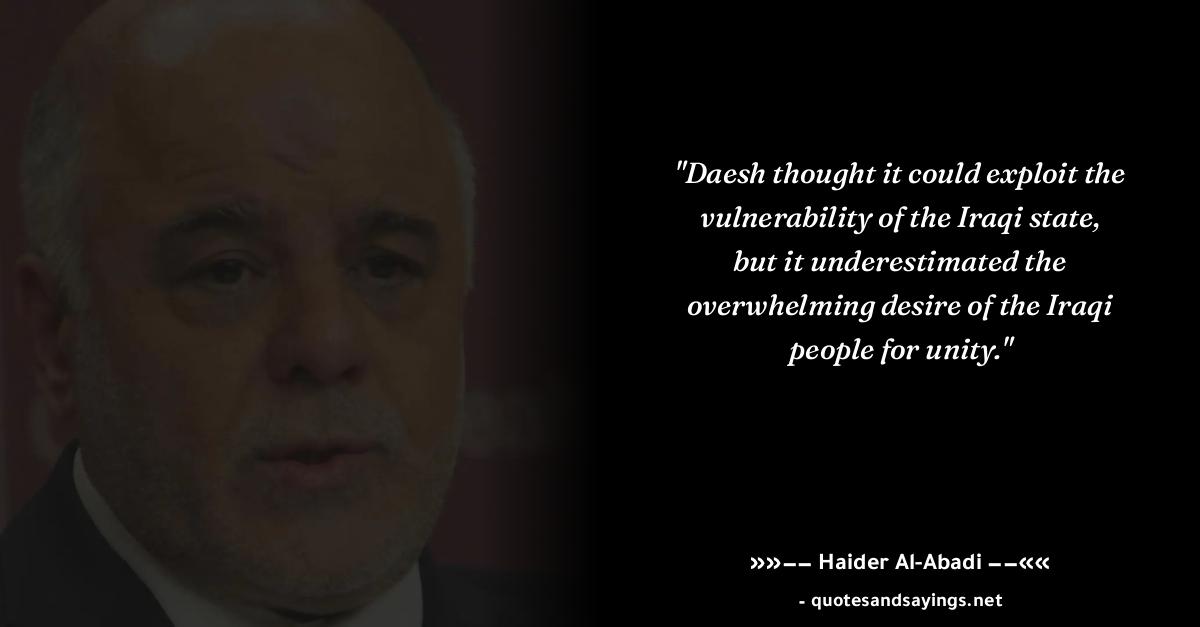 "Daesh thought it could exploit the
vulnerability of the Iraqi state,
but it underestimated the
overwhelming desire of the Iraqi
people for unity."
»»-- Haider Al-Abadi --««
- quotesandsayings.net